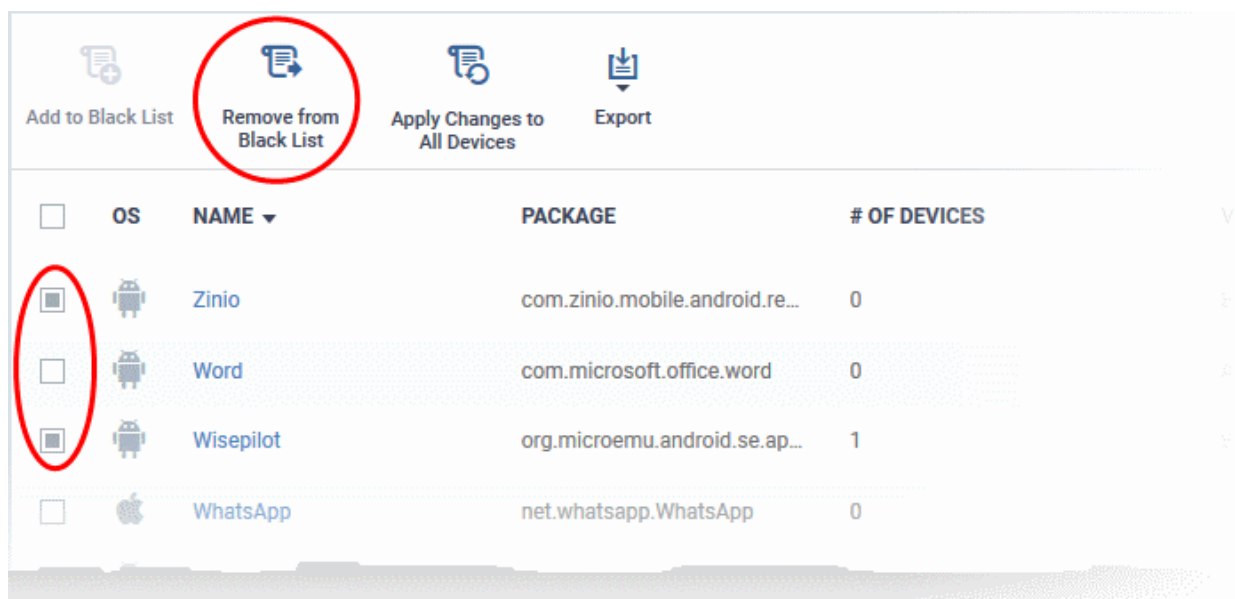 Add to Black List
Remove from
Black List
Apply Changes to
All Devices
Export
OS NAME PACKAGE # OF DEVICES
Zinio com.zinio.mobile.android.re... 0
Word com.microsoft.office.word 0
Wisepilot org.microemu.android.se.ap... 1
WhatsApp net.whatsapp.WhatsApp 0